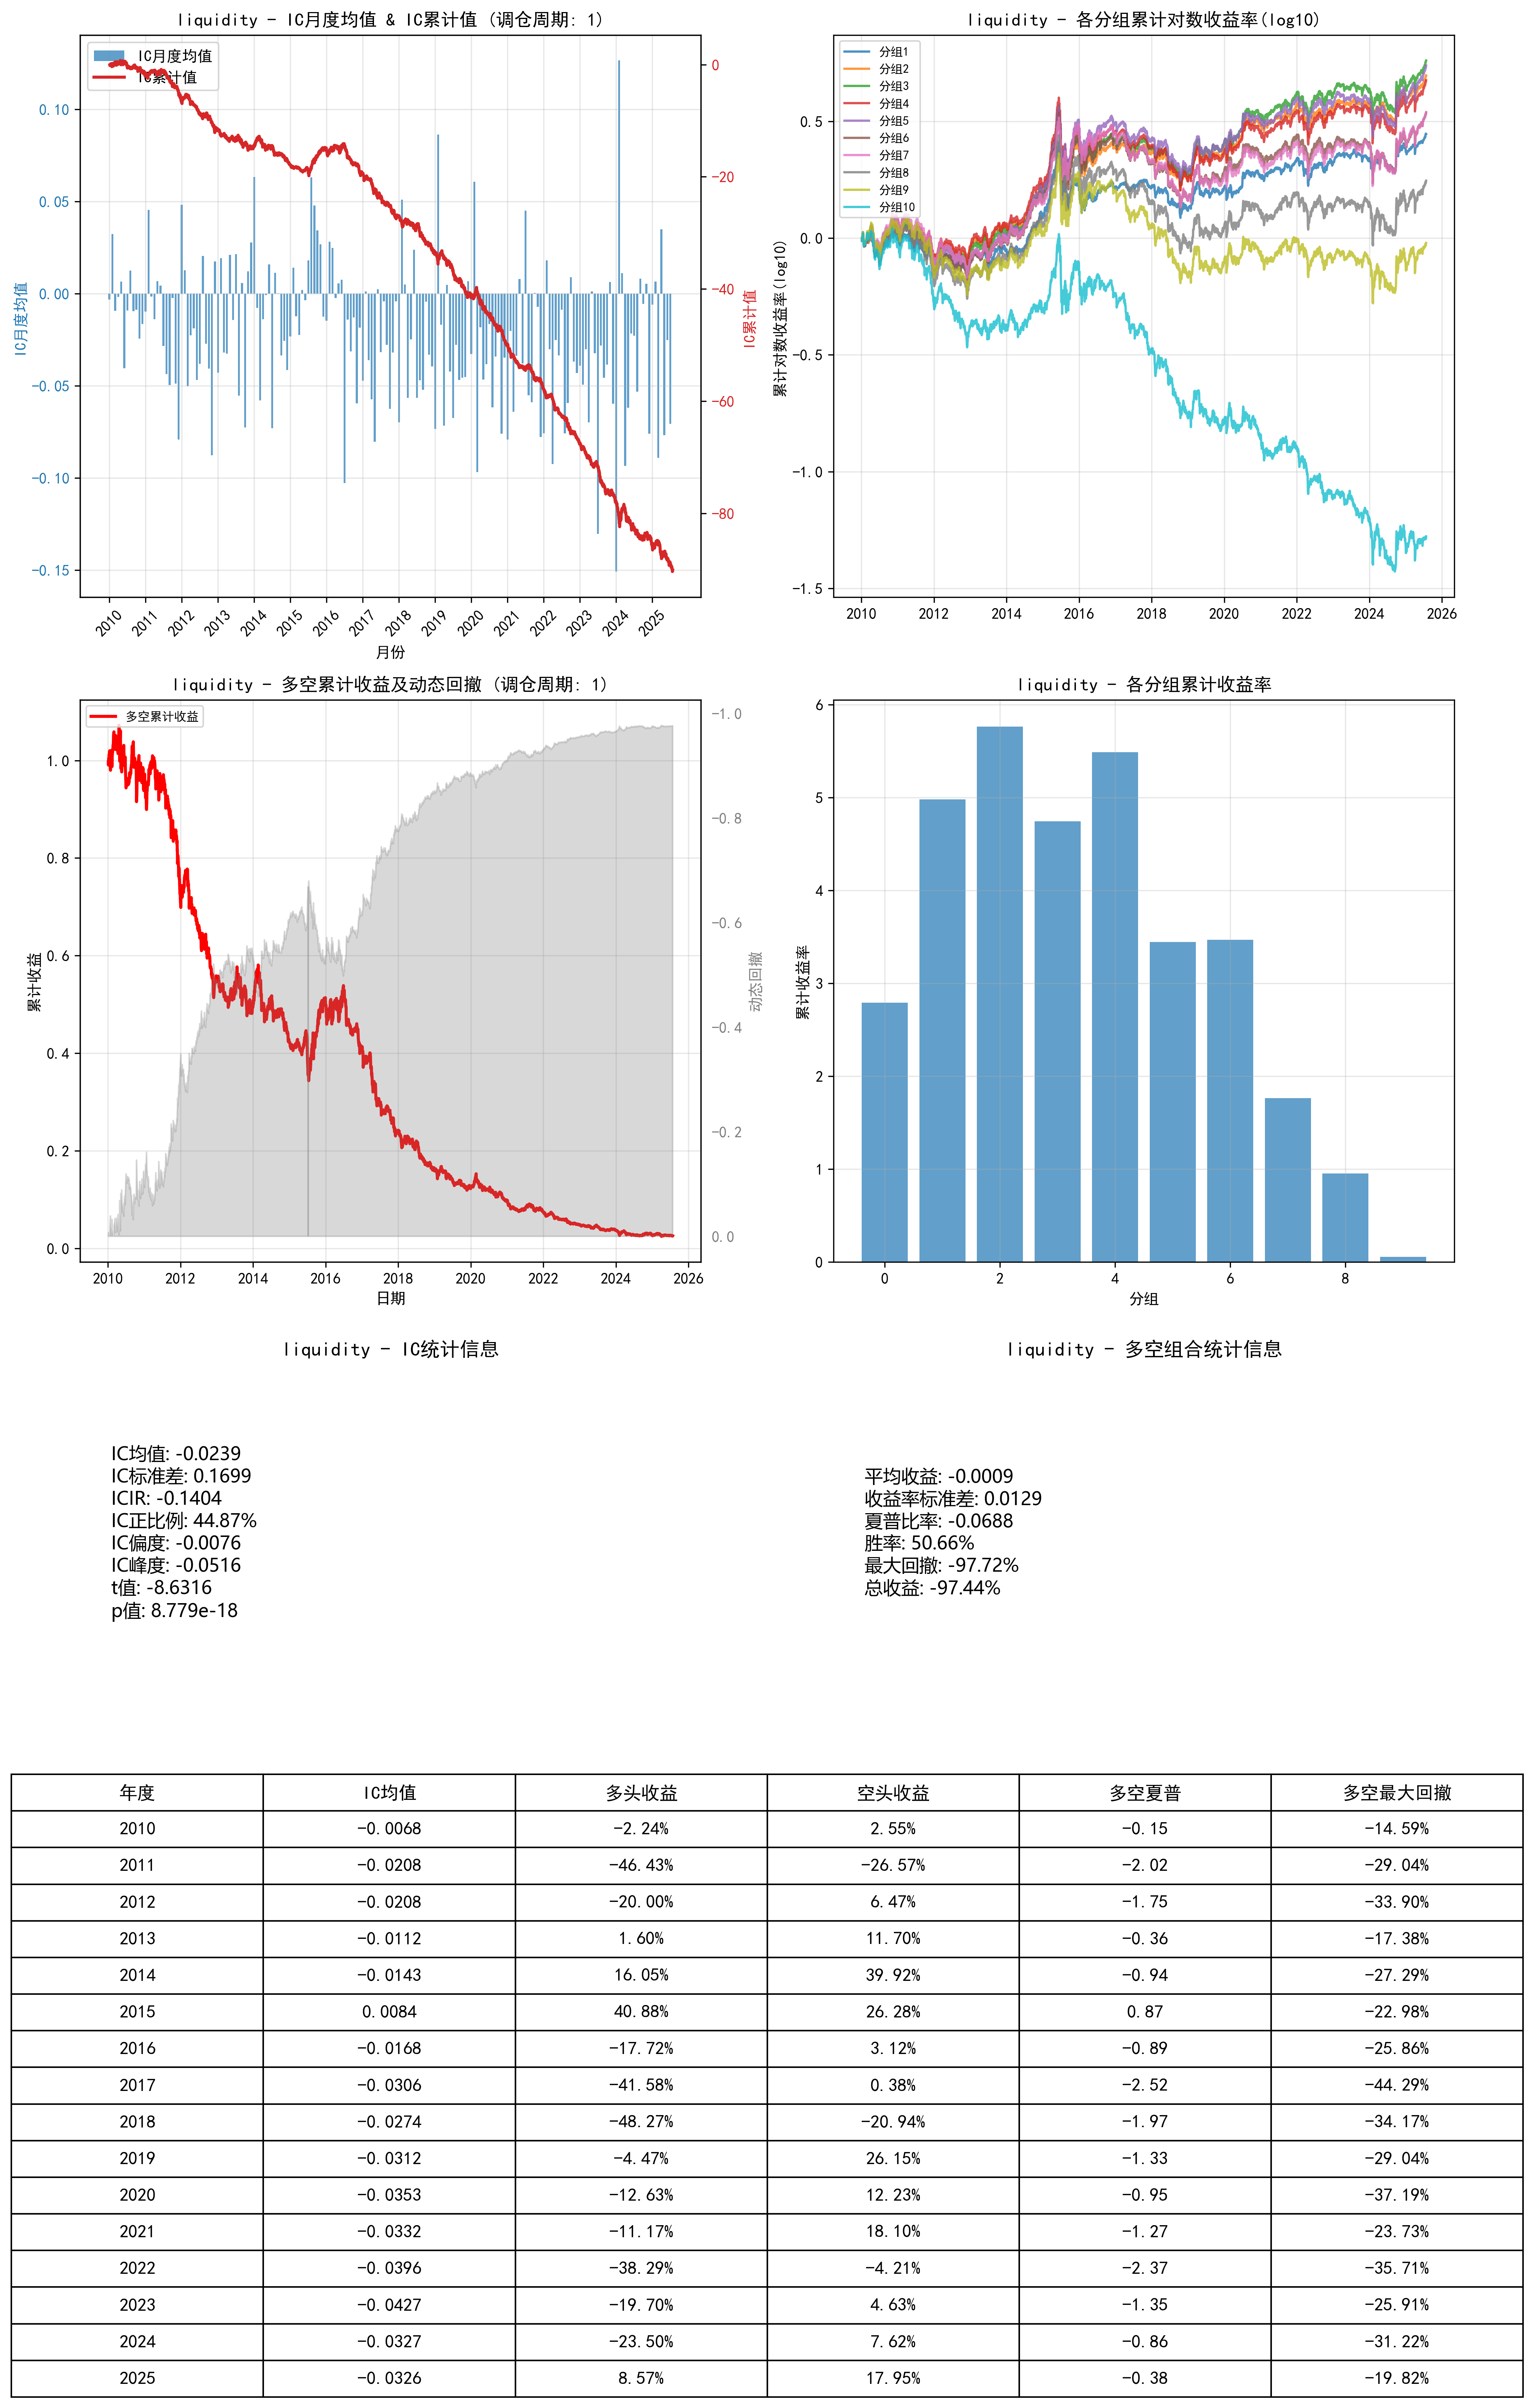 liquidity - IC月度均值 & IC累计值 (调仓周期: 1)
IC月度均值
IC累计值
0.10
0.05
0.00
-0.05
-0.10
-0.15
IC月度均值
0
-20
-40
-60
-80
IC累计值
2010 2011 2012 2013 2014 2015 2016 2017 2018 2019 2020 2021 2022 2023 2024 2025
月份
liquidity - 各分组累计对数收益率(log10)
分组1
分组2
分组3
分组4
分组5
分组6
分组7
分组8
分组9
分组10
0.5
0.0
-0.5
-1.0
-1.5
累计对数收益率(log10)
2010 2012 2014 2016 2018 2020 2022 2024 2026
liquidity - 多空累计收益及动态回撤 (调仓周期: 1)
多空累计收益
1.0
0.8
0.6
0.4
0.2
0.0
累计收益
-1.0
-0.8
-0.6
-0.4
-0.2
0.0
动态回撤
2010 2012 2014 2016 2018 2020 2022 2024 2026
日期
liquidity - 各分组累计收益率
6
5
4
3
2
1
0
累计收益率
0 2 4 6 8
分组
liquidity - IC统计信息
IC均值: -0.0239
IC标准差: 0.1699
ICIR: -0.1404
IC正比例: 44.87%
IC偏度: -0.0076
IC峰度: -0.0516
t值: -8.6316
p值: 8.779e-18
liquidity - 多空组合统计信息
平均收益: -0.0009
收益率标准差: 0.0129
夏普比率: -0.0688
胜率: 50.66%
最大回撤: -97.72%
总收益: -97.44%
年度 IC均值 多头收益 空头收益 多空夏普 多空最大回撤
2010 -0.0068 -2.24% 2.55% -0.15 -14.59%
2011 -0.0208 -46.43% -26.57% -2.02 -29.04%
2012 -0.0208 -20.00% 6.47% -1.75 -33.90%
2013 -0.0112 1.60% 11.70% -0.36 -17.38%
2014 -0.0143 16.05% 39.92% -0.94 -27.29%
2015 0.0084 40.88% 26.28% 0.87 -22.98%
2016 -0.0168 -17.72% 3.12% -0.89 -25.86%
2017 -0.0306 -41.58% 0.38% -2.52 -44.29%
2018 -0.0274 -48.27% -20.94% -1.97 -34.17%
2019 -0.0312 -4.47% 26.15% -1.33 -29.04%
2020 -0.0353 -12.63% 12.23% -0.95 -37.19%
2021 -0.0332 -11.17% 18.10% -1.27 -23.73%
2022 -0.0396 -38.29% -4.21% -2.37 -35.71%
2023 -0.0427 -19.70% 4.63% -1.35 -25.91%
2024 -0.0327 -23.50% 7.62% -0.86 -31.22%
2025 -0.0326 8.57% 17.95% -0.38 -19.82%